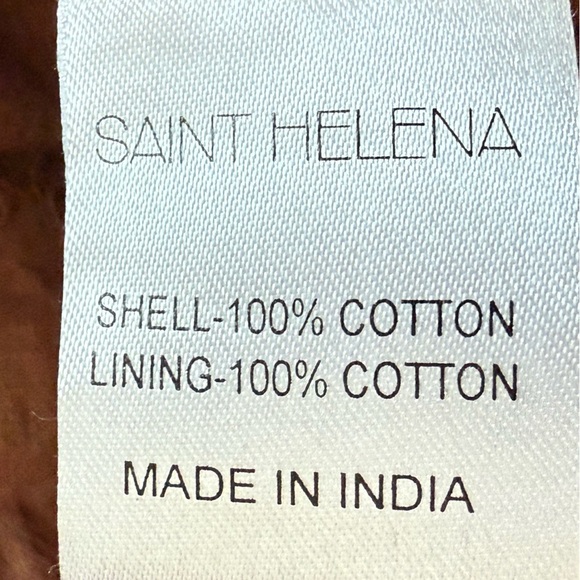 SAINT HELENA
SHELL-100% COTTON
LINING-100% COTTON
MADE IN INDIA